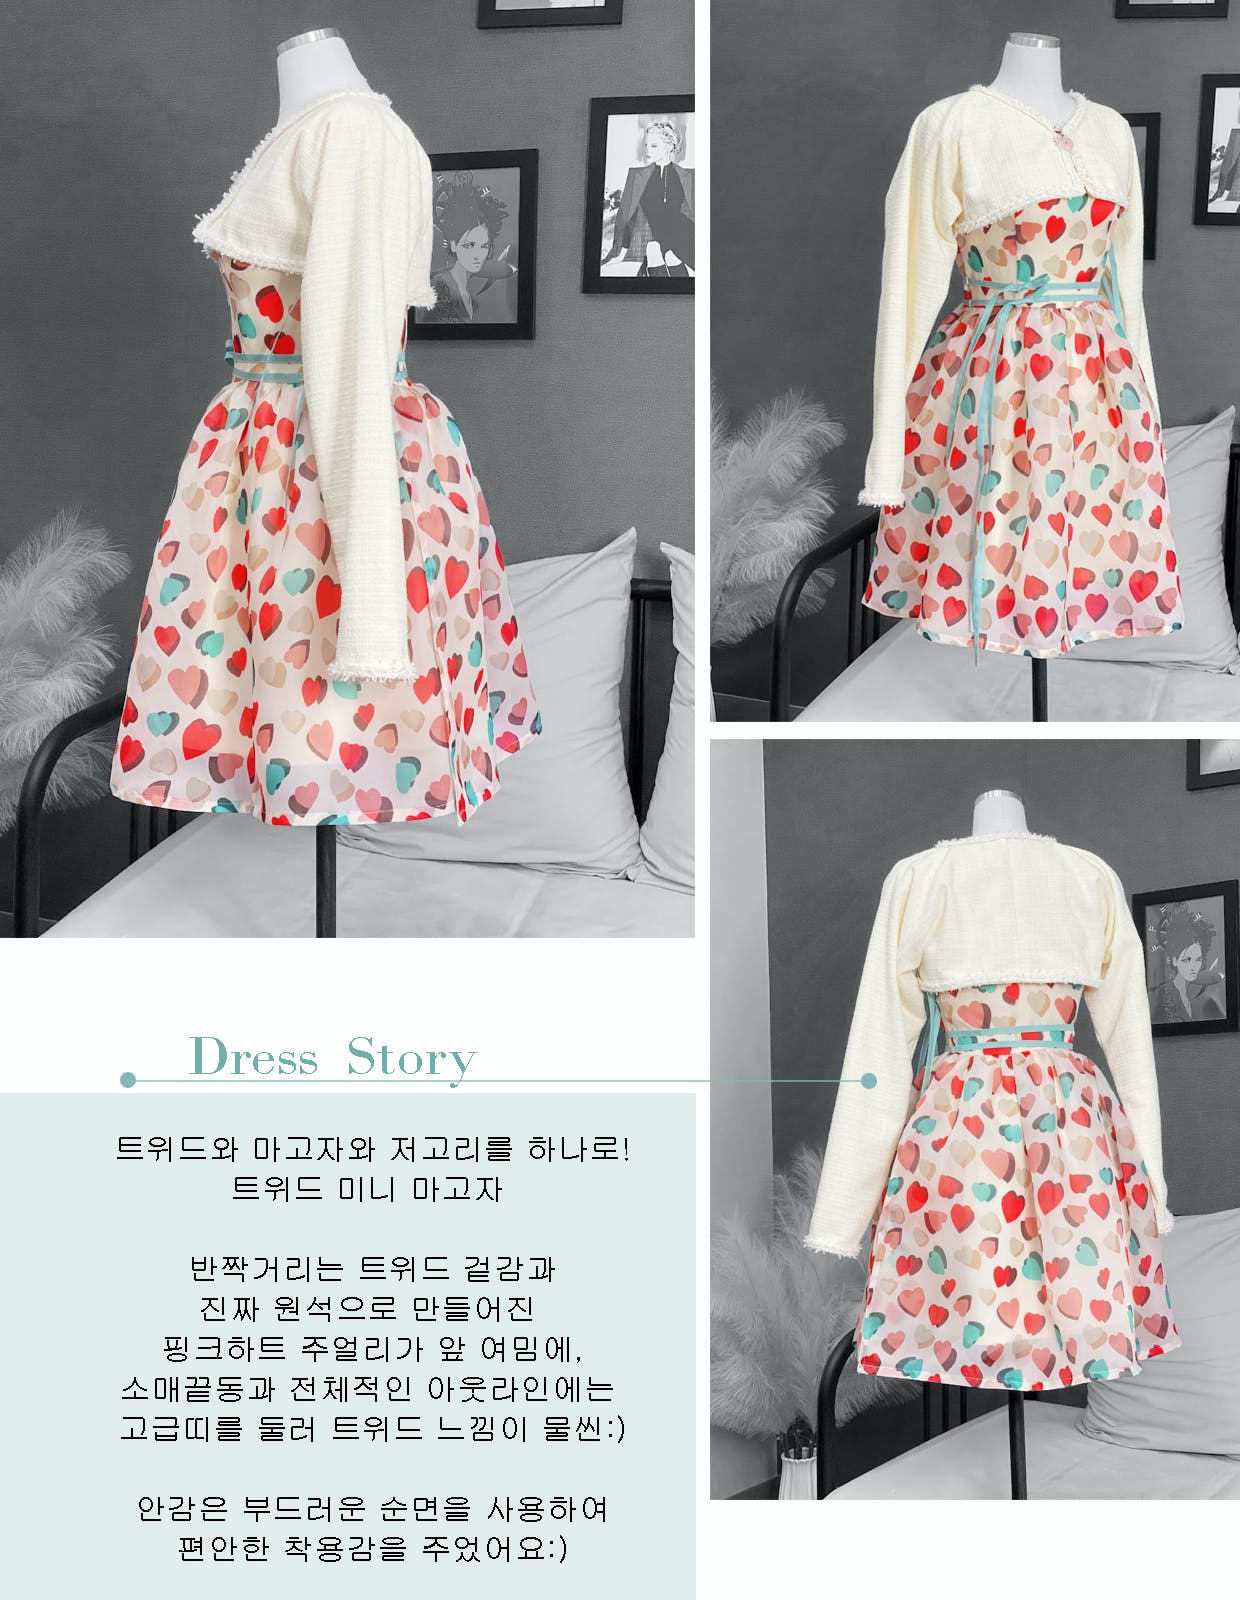 Dress Story
트위드와 마고자와 저고리를 하나로!
트위드 미니 마고자
반짝거리는 트위드 겉감과
진짜 원석으로 만들어진
핑크하트 주얼리가 앞 여밈에,
소매끝동과 전체적인 아웃라인에는
고급띠를 둘러 트위드 느낌이 물씬:)
안감은 부드러운 순면을 사용하여
편안한 착용감을 주었어요:)